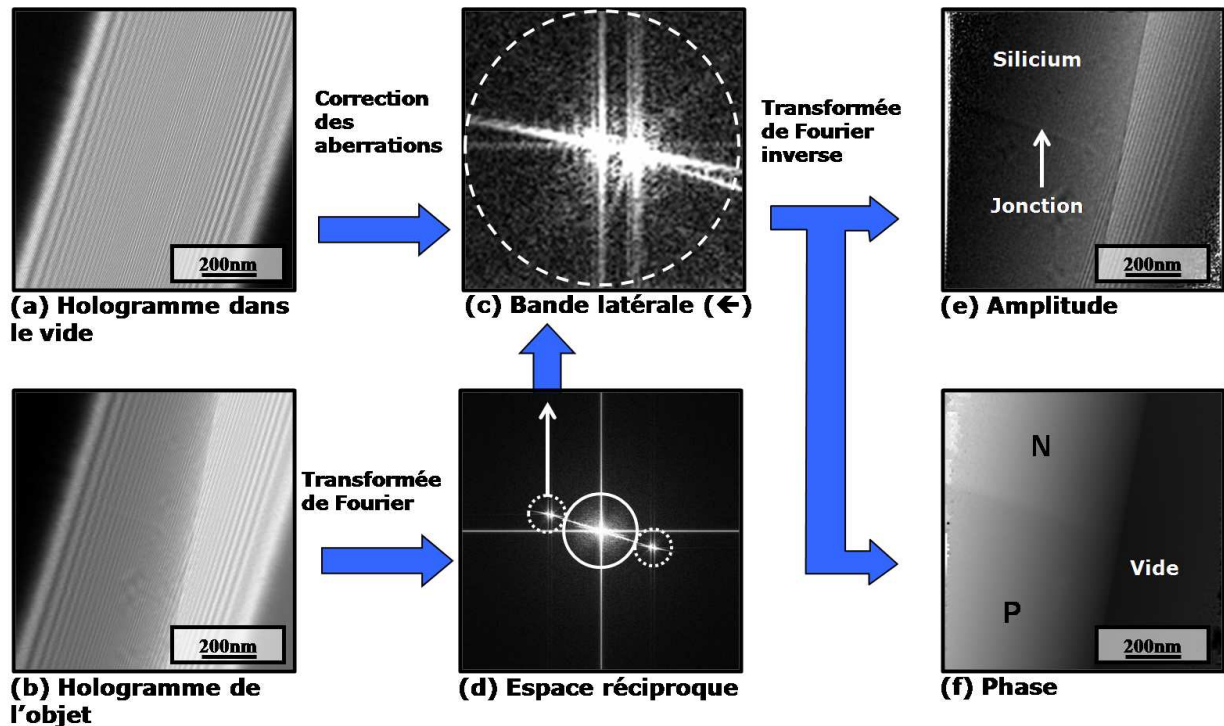 200nm
(a) Hologramme dans
le vide
Correction
des
aberrations
(c) Bande latérale (←)
Transformée
de Fourier
inverse
Silicium
Jonction
(e) Amplitude
200nm
(b) Hologramme de
l'objet
Transformée
de Fourier
(d) Espace réciproque
N
P
Vide
200nm
(f) Phase